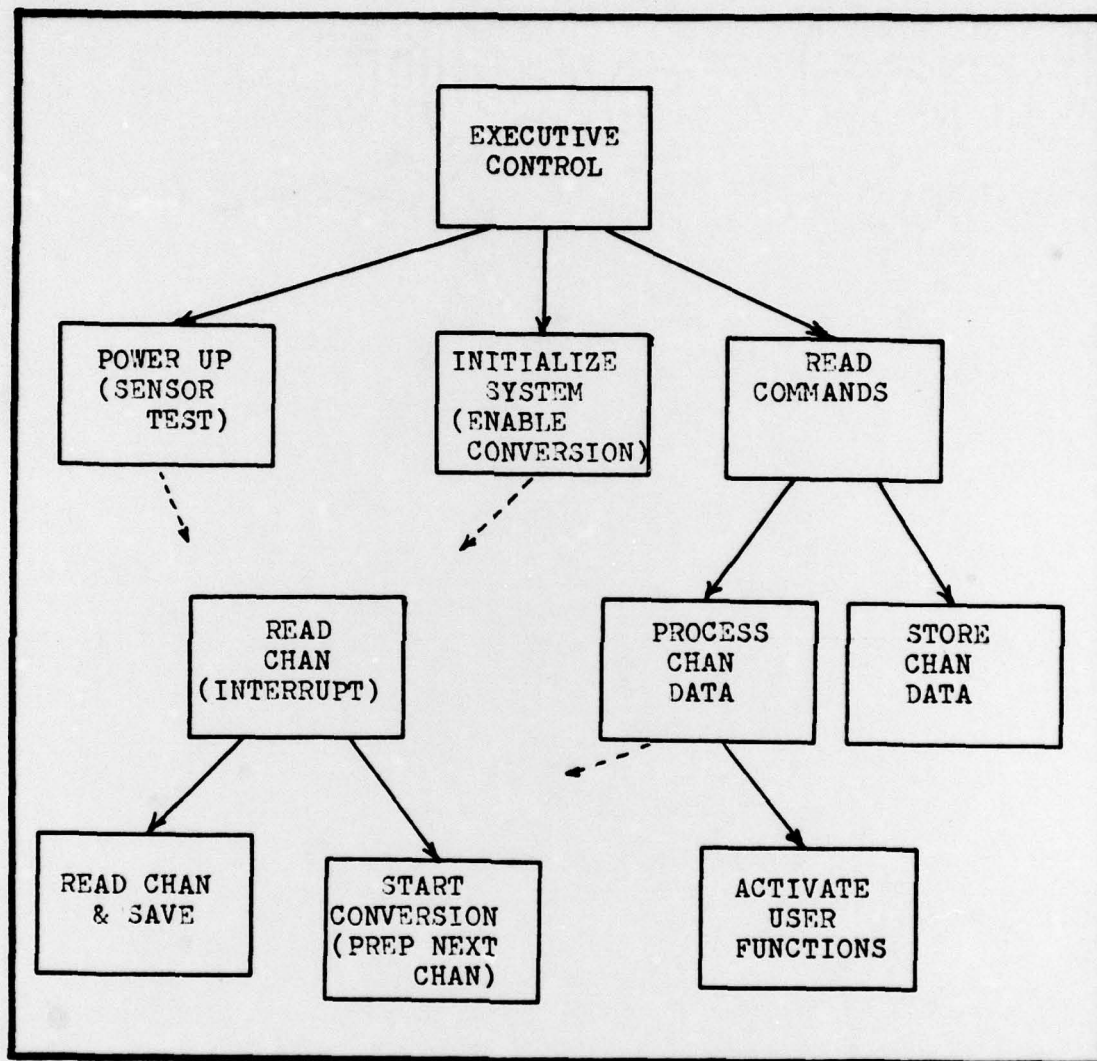 EXECUTIVE
CONTROL
POWER UP
(SENSOR
TEST)
INITIALIZE
SYSTEM
(ENABLE
CONVERSION)
READ
COMMANDS
READ
CHAN
(INTERRUPT)
PROCESS
CHAN
DATA
STORE
CHAN
DATA
READ CHAN
& SAVE
START
CONVERSION
(PREP NEXT
CHAN)
ACTIVATE
USER
FUNCTIONS